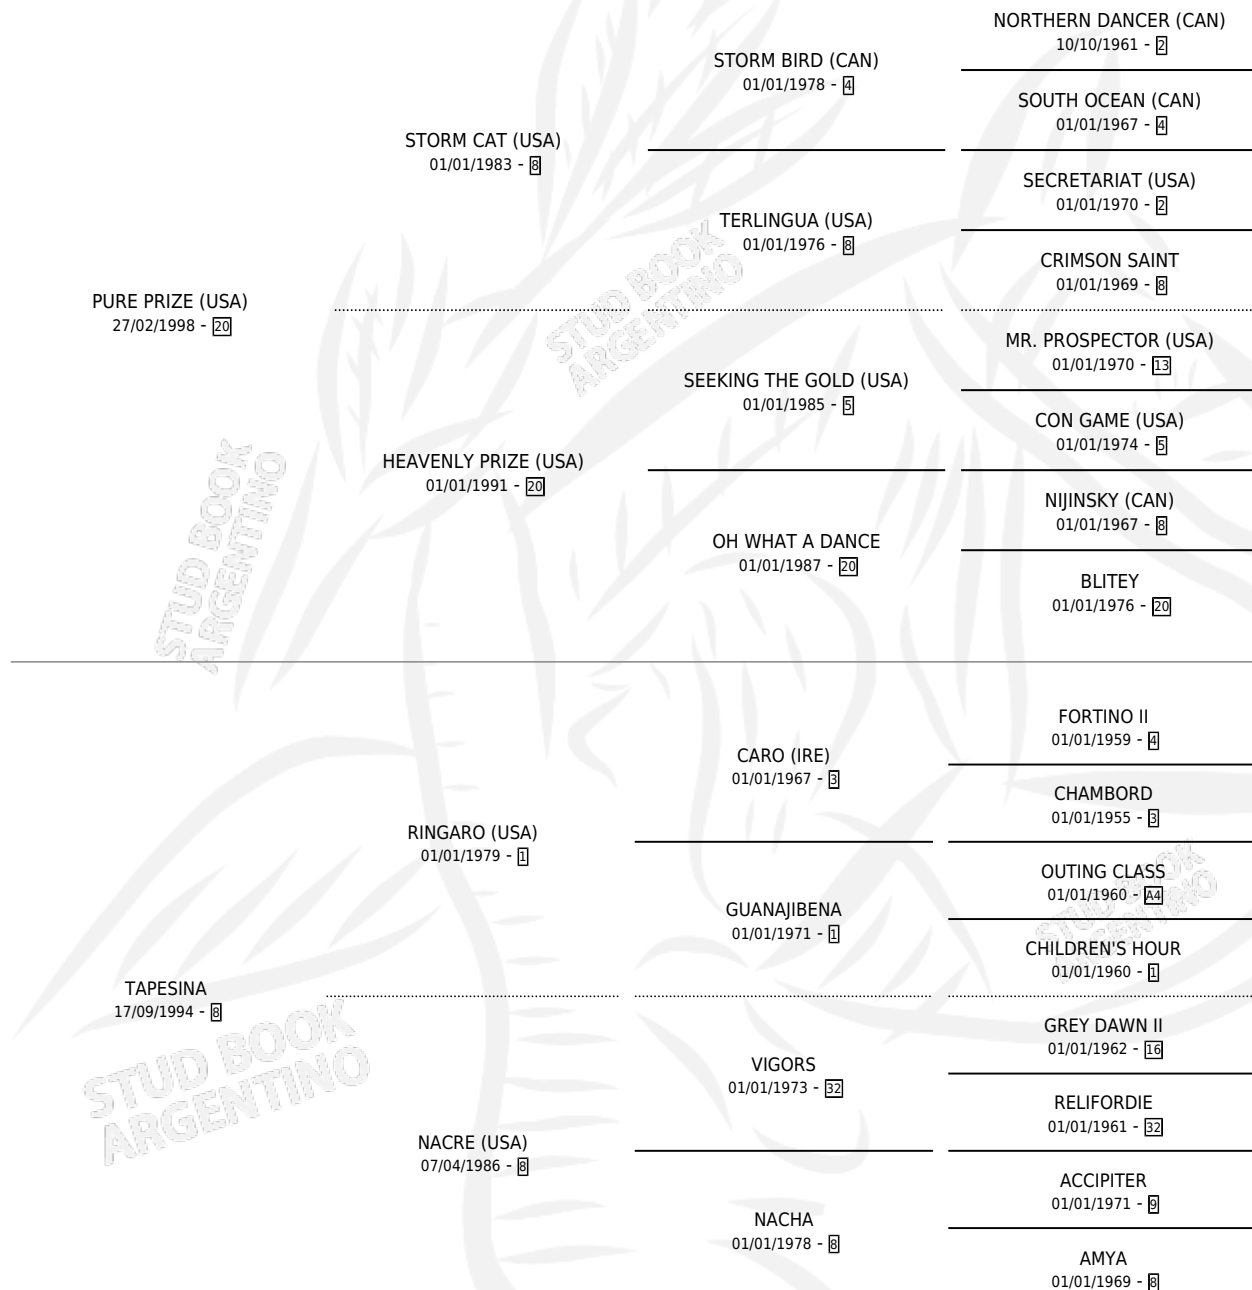 NORTHERN DANCER (CAN)
10/10/1961 - 2
STORM BIRD (CAN)
01/01/1978 - 4
SOUTH OCEAN (CAN)
01/01/1967 - 4
STORM CAT (USA)
01/01/1983 - 8
SECRETARIAT (USA)
01/01/1970 - 2
TERLINGUA (USA)
01/01/1976 - 8
CRIMSON SAINT
01/01/1969 - 8
PURE PRIZE (USA)
27/02/1998 - 20
MR. PROSPECTOR (USA)
01/01/1970 - 13
SEEKING THE GOLD (USA)
01/01/1985 - 5
CON GAME (USA)
01/01/1974 - 5
HEAVENLY PRIZE (USA)
01/01/1991 - 20
NIJINSKY (CAN)
01/01/1967 - 8
OH WHAT A DANCE
01/01/1987 - 20
BLITEY
01/01/1976 - 20
FORTINO II
01/01/1959 - 4
CARO (IRE)
01/01/1967 - 3
CHAMBORD
01/01/1955 - 3
RINGARO (USA)
01/01/1979 - 1
OUTING CLASS
01/01/1960 - A4
GUANAJIBENA
01/01/1971 - 1
CHILDREN'S HOUR
01/01/1960 - 1
TAPESINA
17/09/1994 - 8
GREY DAWN II
01/01/1962 - 16
VIGORS
01/01/1973 - 32
RELIFORDIE
01/01/1961 - 32
NACRE (USA)
07/04/1986 - 8
ACCIPITER
01/01/1971 - 9
NACHA
01/01/1978 - 8
AMYA
01/01/1969 - 8
STUD BOOK
ARGENTINO
STUD BOOK
ARGENTINO
STUD BOOK
ARGENTINO
STUD BOOK
ARGENTINO